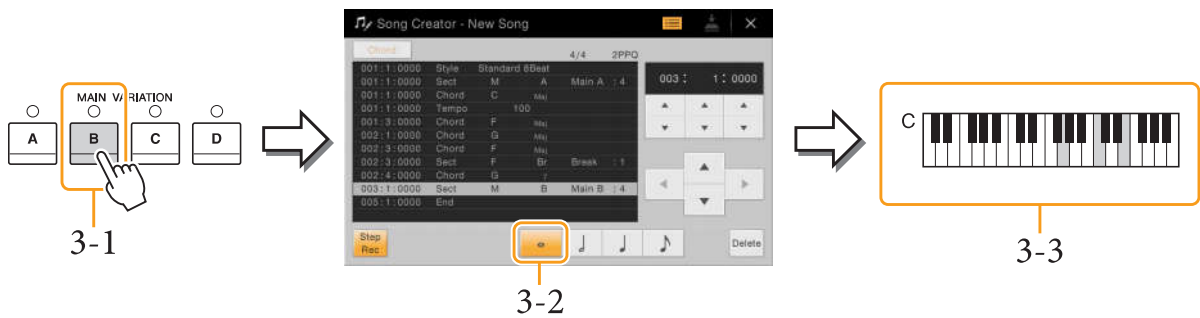 MAIN VARIATION
A B C D
3-1
Song Creator - New Song
Chord
4/4 2PPQ
001:1:0000 Style Standard 8Beat
001:1:0000 Sect M A Main A : 4
001:1:0000 Chord C Maj
001:1:0000 Tempo 100
001:3:0000 Chord F Maj
002:1:0000 Chord G Maj
002:3:0000 Chord F Maj
002:3:0000 Sect F Br Break : 1
002:4:0000 Chord G 7
003:1:0000 Sect M B Main B : 4
005:1:0000 End
003 : 1 : 0000
Step
Rec
Delete
3-2
C
3-3